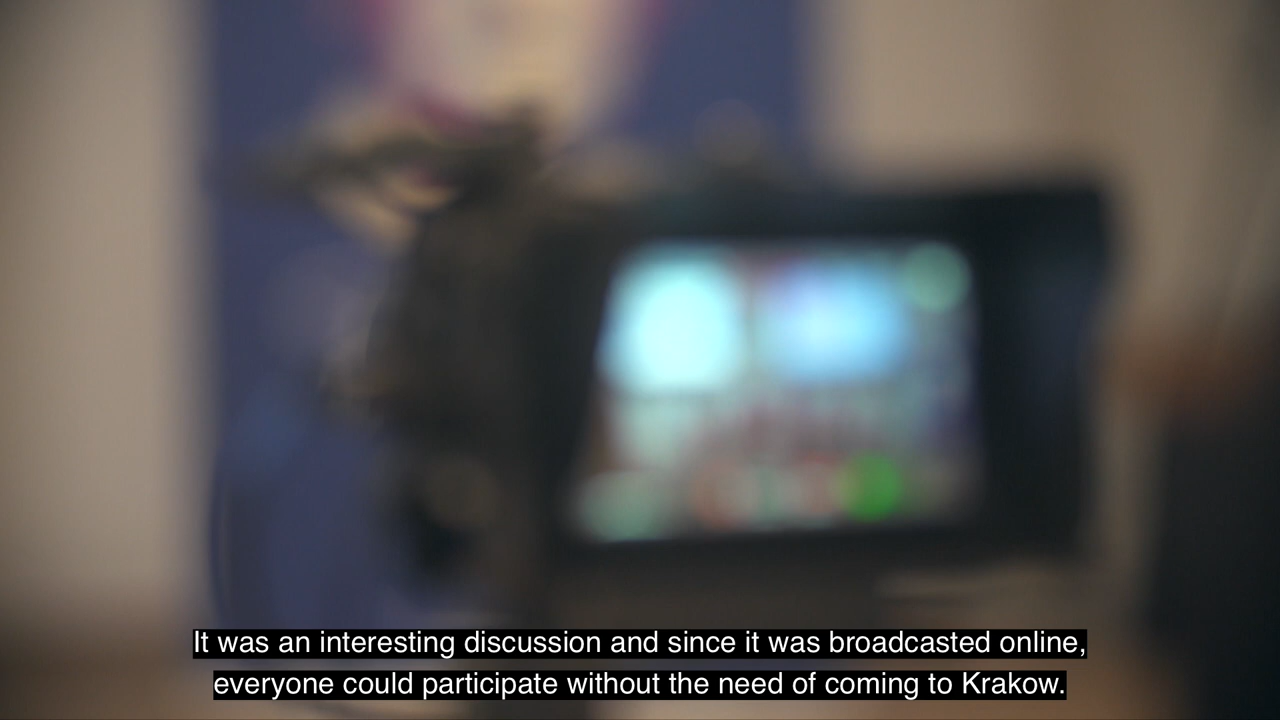 It was an interesting discussion and since it was broadcasted online,
everyone could participate without the need of coming to Krakow.